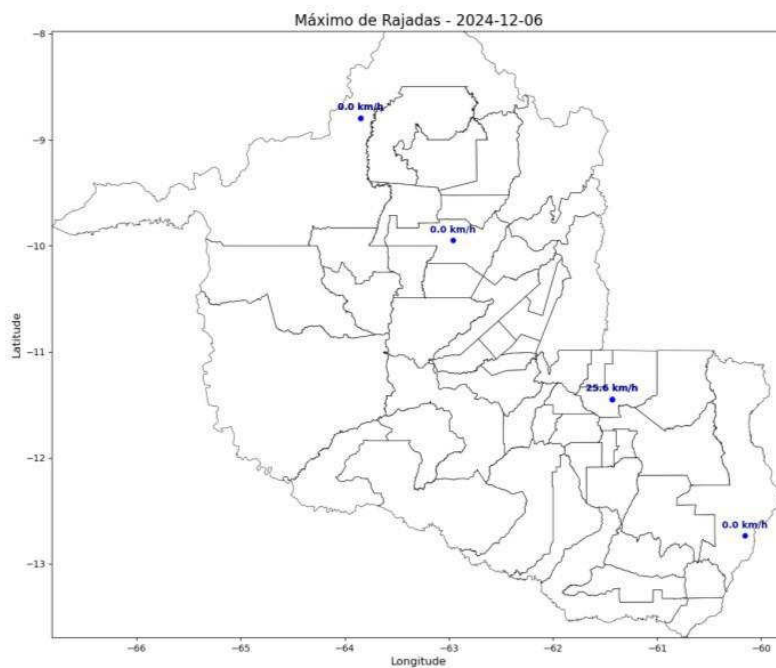 Máximo de Rajadas - 2024-12-06
−8
0.0 km/h
−9
0.0 km/h
−10
Latitude
−11
25.6 km/h
−12
0.0 km/h
−13
−66 −65 −64 −63 −62 −61 −60
Longitude